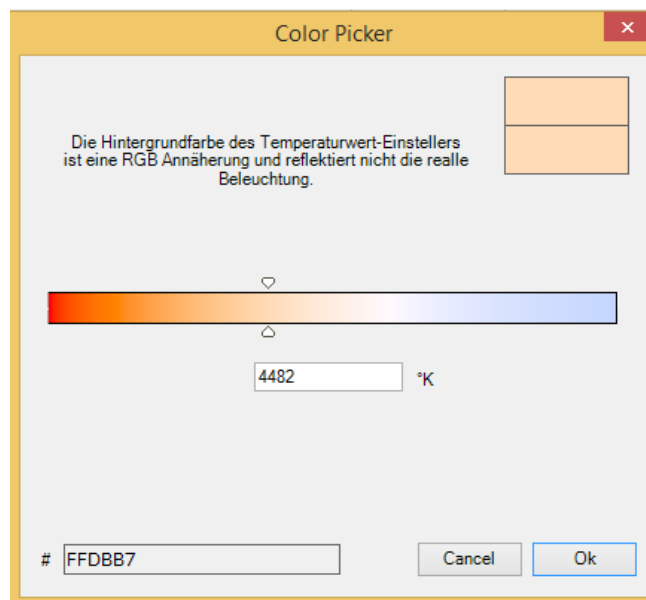 Color Picker
Die Hintergrundfarbe des Temperaturwert-Einstellers
ist eine RGB Annäherung und reflektiert nicht die realle
Beleuchtung.
4482 °K
# FFDBB7
Cancel
Ok